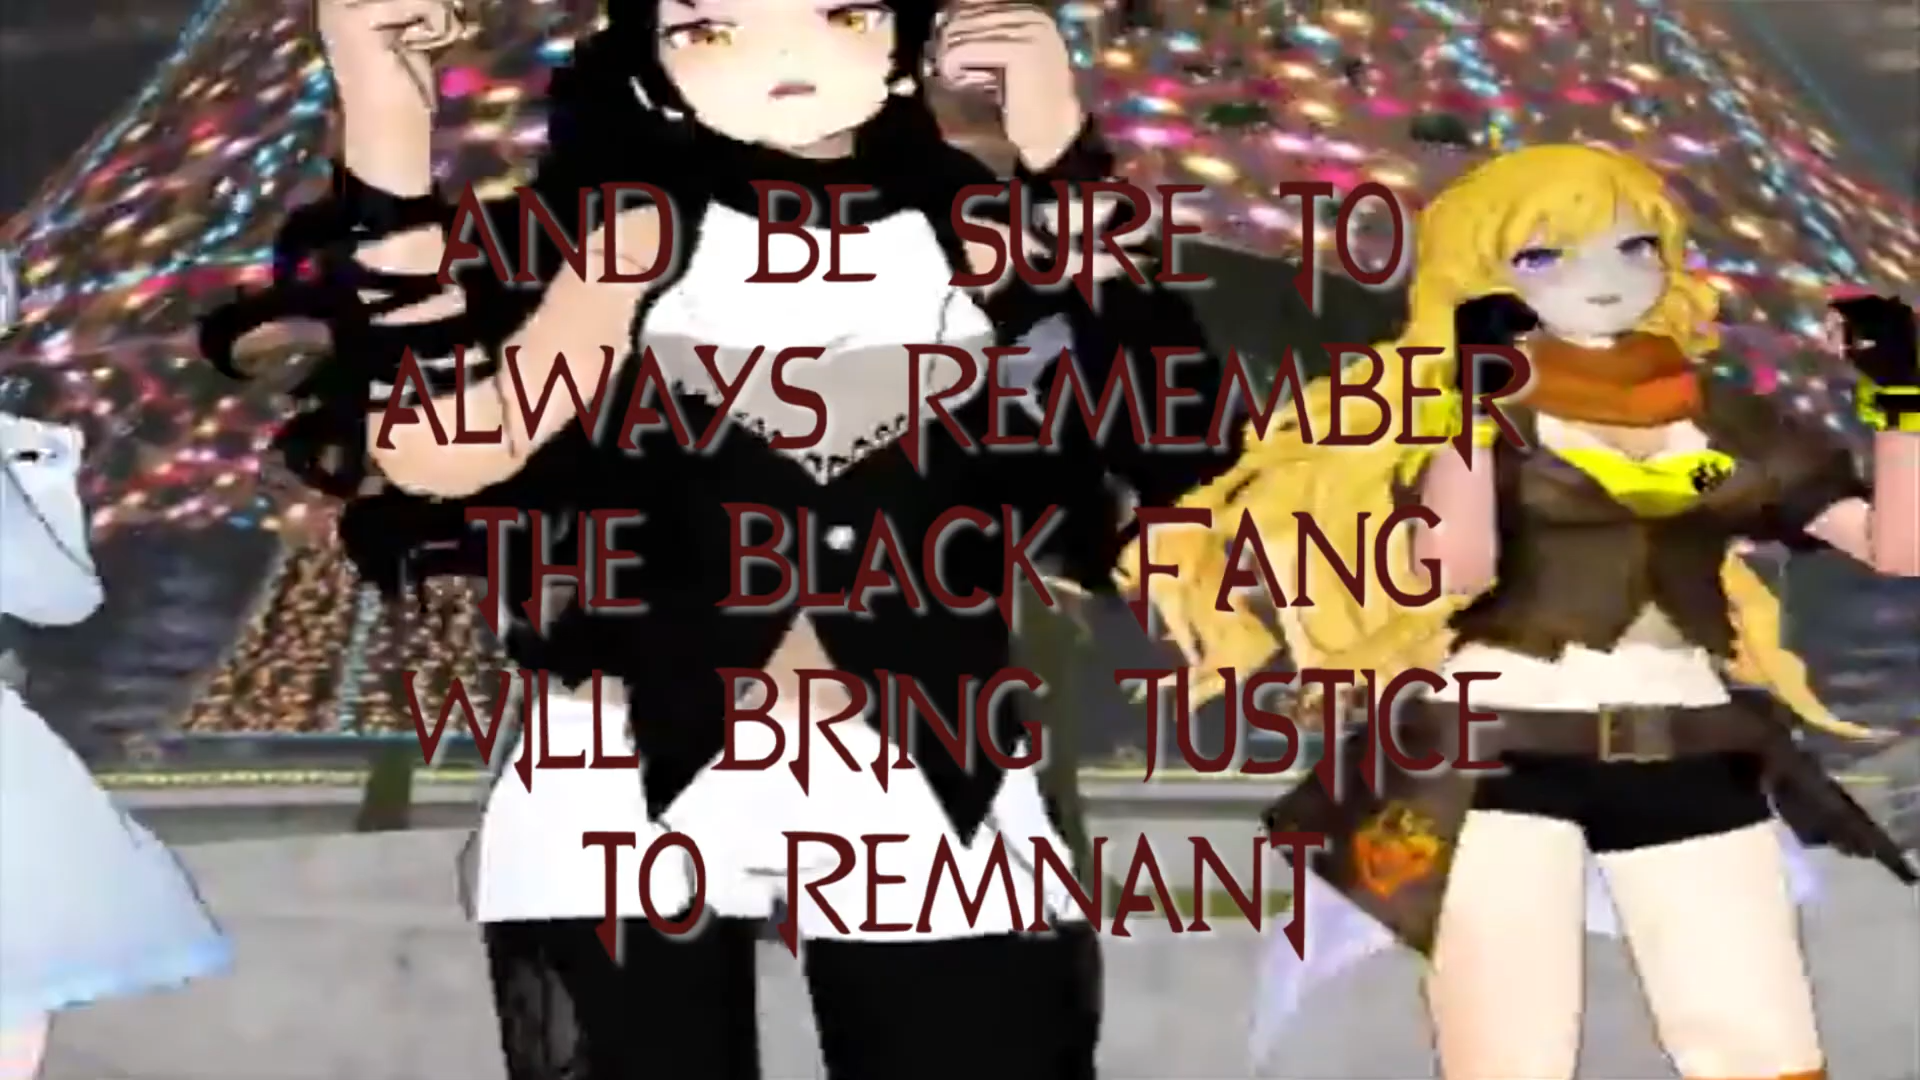 AND BE SURE TO
ALWAYS REMEMBER
THE BLACK FANG
WILL BRING JUSTICE
TO REMNANT